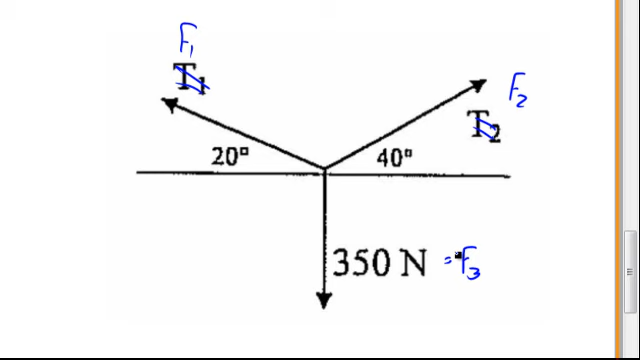 F₁
T₁
F₂
T₂
20°
40°
350 N = F₃